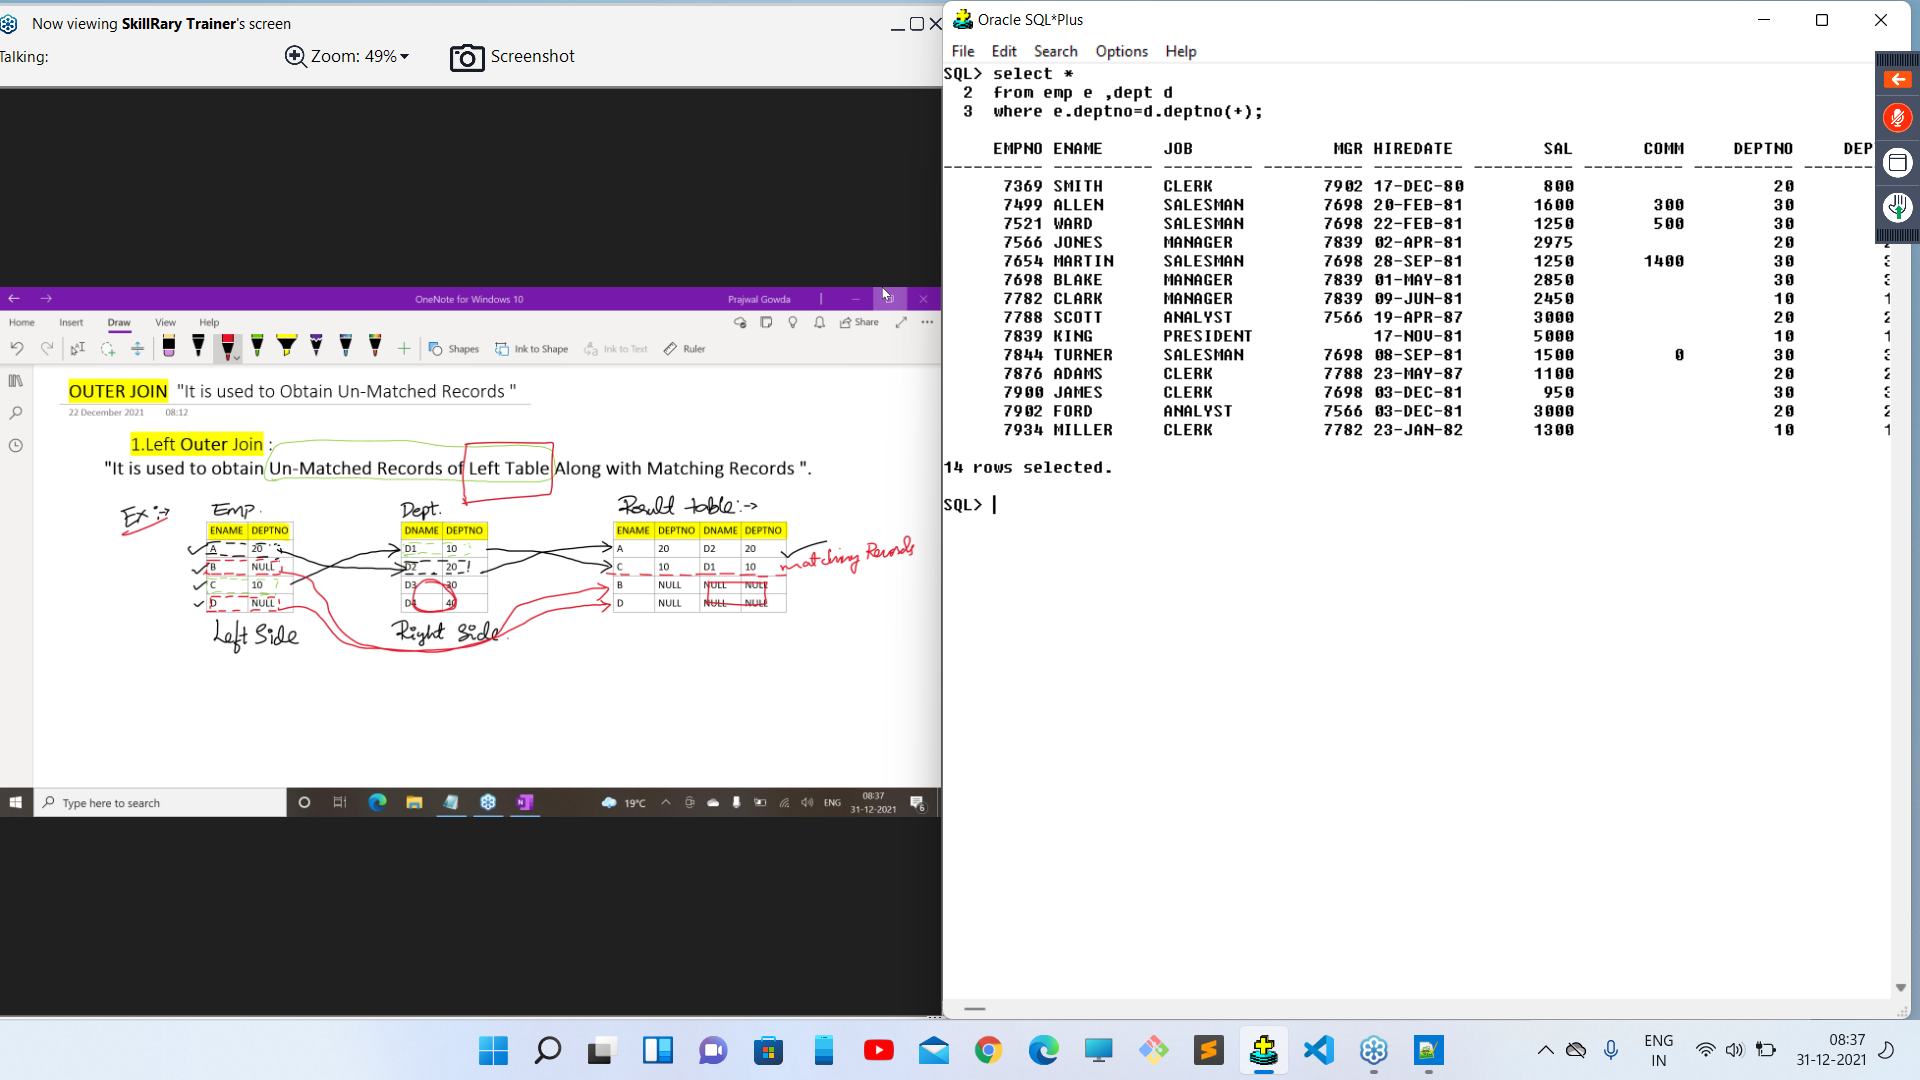 Now viewing SkillRary Trainer's screen
Talking:
Zoom: 49%
Screenshot
OneNote for Windows 10
Prajwal Gowda
Home Insert Draw View Help
Share
Shapes
Ink to Shape
Ink to Text
Ruler
OUTER JOIN "It is used to Obtain Un-Matched Records "
22 December 2021 08:12
1.Left Outer Join :
"It is used to obtain Un-Matched Records of Left Table Along with Matching Records ".
Ex:→
Emp.
Dept.
Result table:→
ENAME DEPTNO
A 20
B NULL
C 10
D NULL
Left Side
DNAME DEPTNO
D1 10
D2 20
D3 30
D4 40
Right Side.
ENAME DEPTNO DNAME DEPTNO
A 20 D2 20
C 10 D1 10
B NULL NULL NULL
D NULL NULL NULL
matching Records
Type here to search
19°C
ENG
08:37
31-12-2021
6
Oracle SQL*Plus
File Edit Search Options Help
SQL> select *
2 from emp e ,dept d
3 where e.deptno=d.deptno(+);
EMPNO ENAME JOB MGR HIREDATE SAL COMM DEPTNO DEP
---------- ---------- --------- ---------- --------- ---------- ---------- ---------- -------
7369 SMITH CLERK 7902 17-DEC-80 800 20
7499 ALLEN SALESMAN 7698 20-FEB-81 1600 300 30
7521 WARD SALESMAN 7698 22-FEB-81 1250 500 30
7566 JONES MANAGER 7839 02-APR-81 2975 20 2
7654 MARTIN SALESMAN 7698 28-SEP-81 1250 1400 30 3
7698 BLAKE MANAGER 7839 01-MAY-81 2850 30 3
7782 CLARK MANAGER 7839 09-JUN-81 2450 10 1
7788 SCOTT ANALYST 7566 19-APR-87 3000 20 2
7839 KING PRESIDENT 17-NOV-81 5000 10 1
7844 TURNER SALESMAN 7698 08-SEP-81 1500 0 30 3
7876 ADAMS CLERK 7788 23-MAY-87 1100 20 2
7900 JAMES CLERK 7698 03-DEC-81 950 30 3
7902 FORD ANALYST 7566 03-DEC-81 3000 20 2
7934 MILLER CLERK 7782 23-JAN-82 1300 10 1
14 rows selected.
SQL>
ENG
IN
08:37
31-12-2021